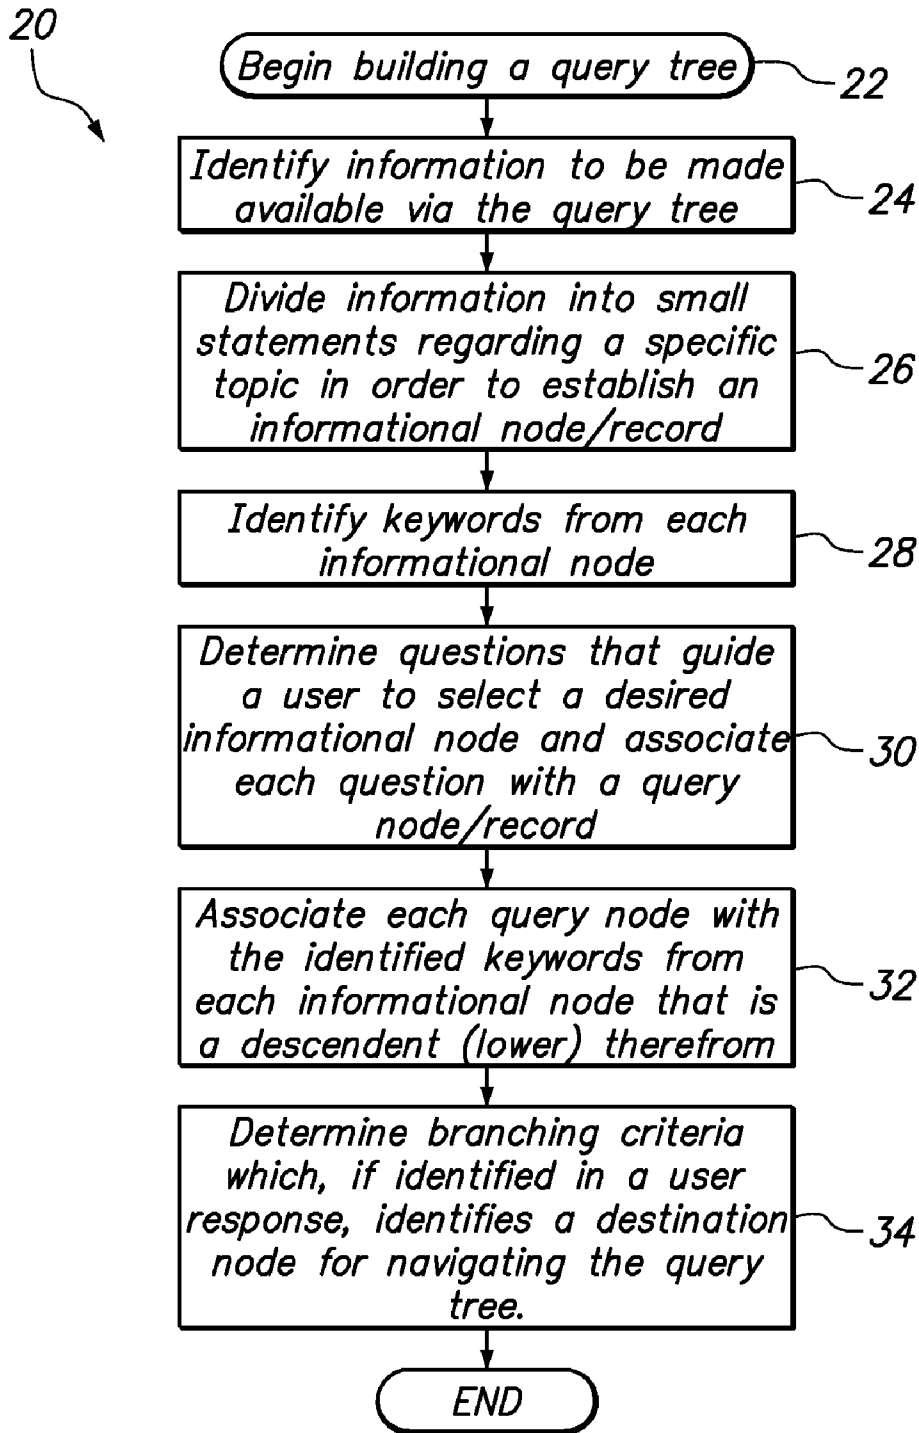 20
Begin building a query tree
22
Identify information to be made
available via the query tree
24
Divide information into small
statements regarding a specific
topic in order to establish an
informational node/record
26
Identify keywords from each
informational node
28
Determine questions that guide
a user to select a desired
informational node and associate
each question with a query
node/record
30
Associate each query node with
the identified keywords from
each informational node that is
a descendent (lower) therefrom
32
Determine branching criteria
which, if identified in a user
response, identifies a destination
node for navigating the query
tree.
34
END